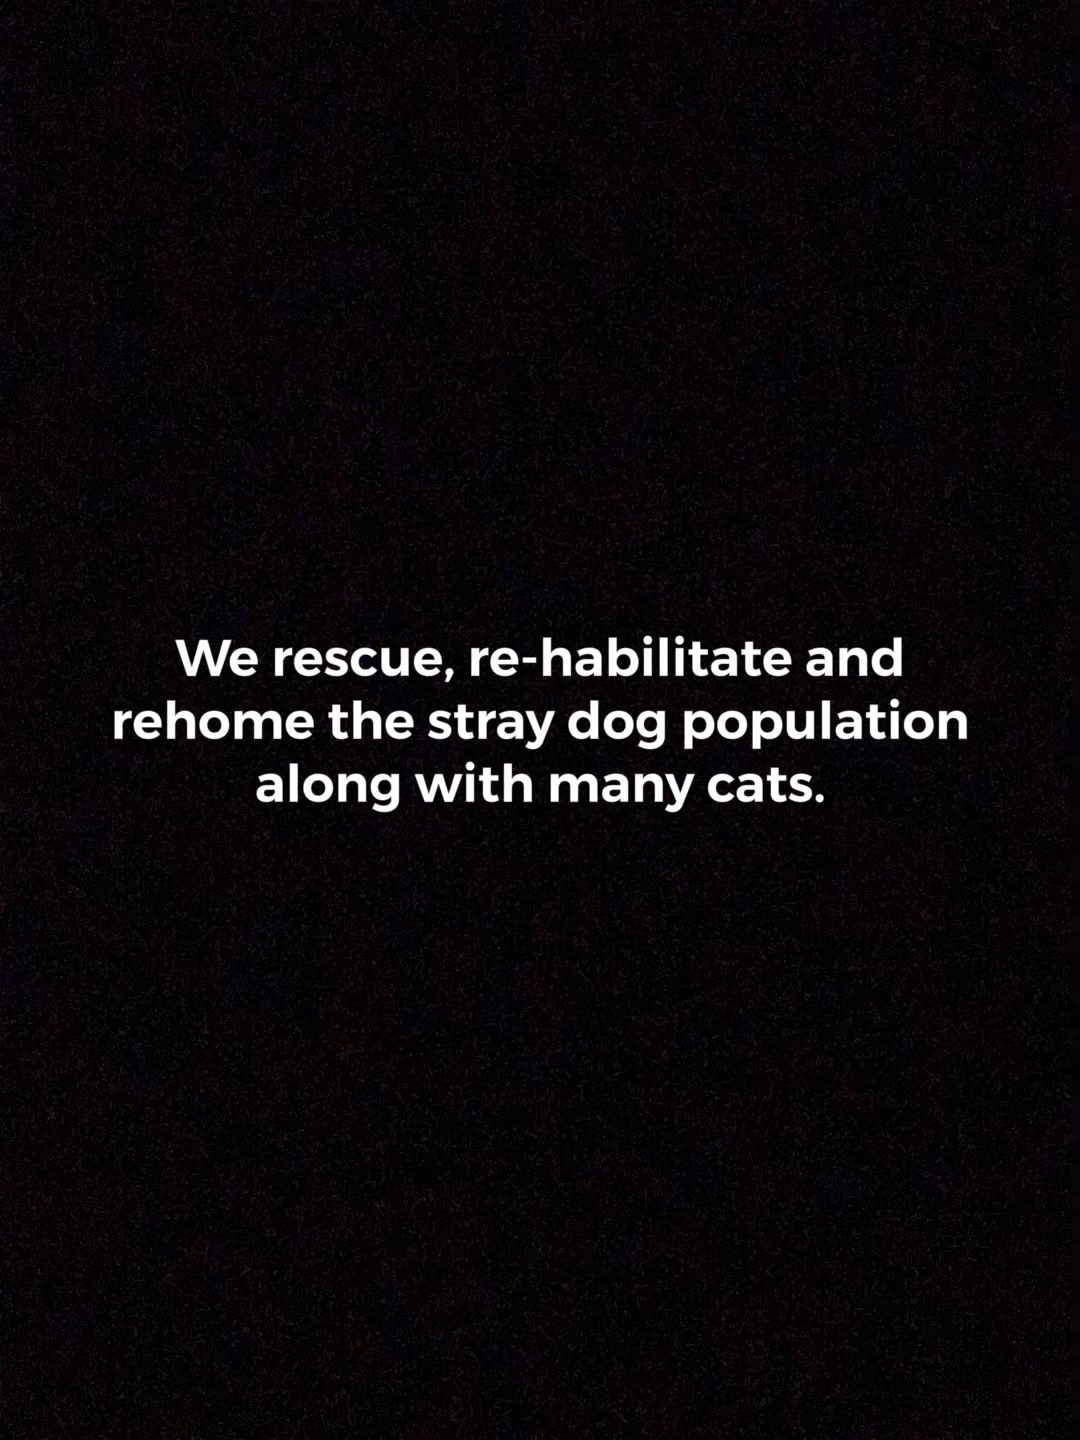 We rescue, re-habilitate and
rehome the stray dog population
along with many cats.